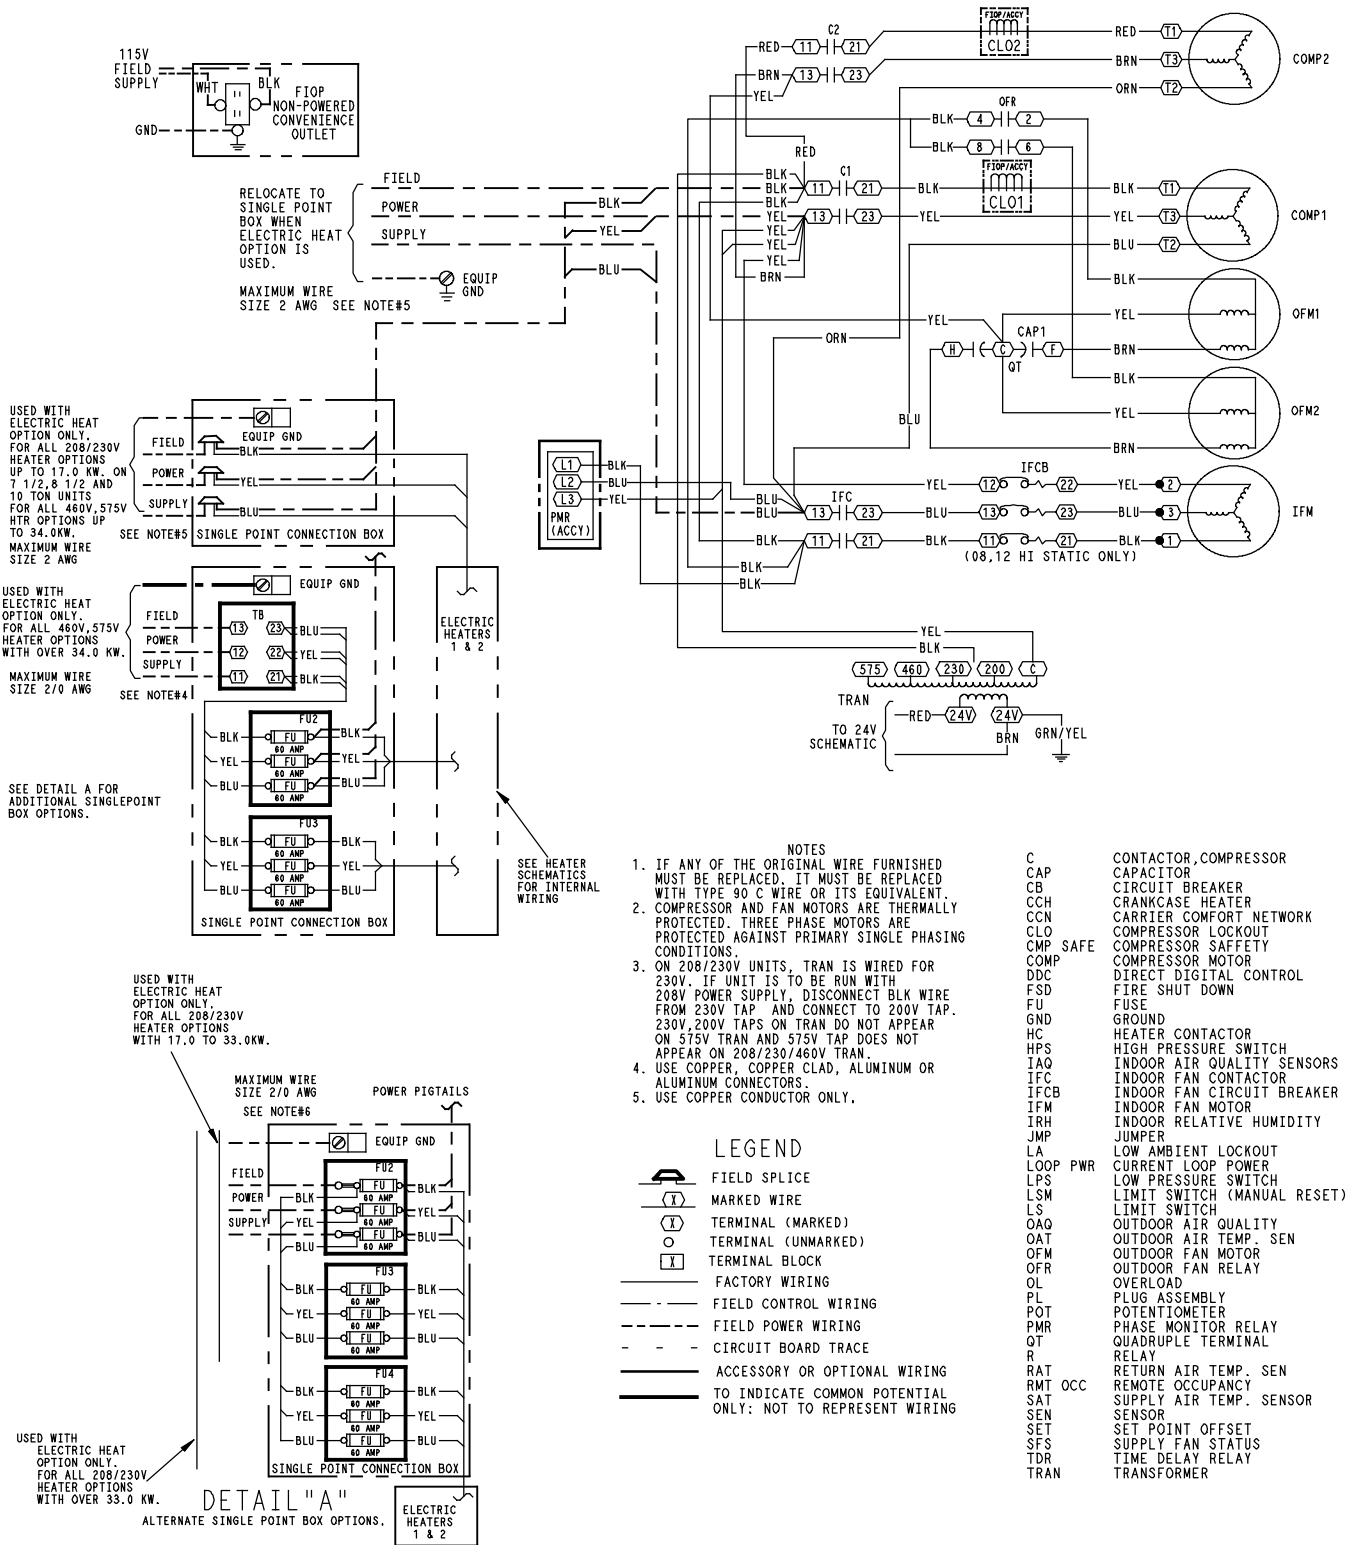 115V
FIELD
SUPPLY
WHT
BLK
FIOP
NON-POWERED
CONVENIENCE
OUTLET
GND
RELOCATE TO
SINGLE POINT
BOX WHEN
ELECTRIC HEAT
OPTION IS
USED.
MAXIMUM WIRE
SIZE 2 AWG SEE NOTE#5
FIELD
POWER
SUPPLY
EQUIP
GND
BLK
YEL
BLU
C2
RED 11 21
BRN 13 23
YEL
FIOP/ACCY
CLO2
RED T1
BRN T3
ORN T2
COMP2
OFR
BLK 4 2
BLK 8 6
RED
BLK
BLK
BLK
YEL
YEL
YEL
YEL
BRN
C1
11 21 BLK
13 23 YEL
FIOP/ACCY
CLO1
BLK T1
YEL T3
BLU T2
COMP1
BLK
YEL
BRN
OFM1
YEL
ORN
CAP1
H C F
QT
BLK
YEL
BRN
OFM2
BLU
L1 BLK
L2 BLU
L3 YEL
PMR
(ACCY)
IFC
BLU
BLU
13 23 BLU
BLK
11 21 BLK
BLK
BLK
IFCB
YEL 12 22 YEL 2
13 23 BLU 3
11 21 BLK 1
(08,12 HI STATIC ONLY)
IFM
YEL
BLK
575 460 230 200 C
TRAN
TO 24V
SCHEMATIC
RED 24V 24V
BRN
GRN/YEL
USED WITH
ELECTRIC HEAT
OPTION ONLY.
FOR ALL 208/230V
HEATER OPTIONS
UP TO 17.0 KW. ON
7 1/2,8 1/2 AND
10 TON UNITS
FOR ALL 460V,575V
HTR OPTIONS UP
TO 34.0KW.
MAXIMUM WIRE
SIZE 2 AWG
FIELD
POWER
SUPPLY
SEE NOTE#5
EQUIP GND
BLK
YEL
BLU
SINGLE POINT CONNECTION BOX
USED WITH
ELECTRIC HEAT
OPTION ONLY.
FOR ALL 460V,575V
HEATER OPTIONS
WITH OVER 34.0 KW.
MAXIMUM WIRE
SIZE 2/0 AWG
FIELD
POWER
SUPPLY
SEE NOTE#4
EQUIP GND
TB
13 23 BLU
12 22 YEL
11 21 BLK
FU2
BLK FU BLK
60 AMP
YEL FU YEL
60 AMP
BLU FU BLU
60 AMP
FU3
BLK FU BLK
60 AMP
YEL FU YEL
60 AMP
BLU FU BLU
60 AMP
SINGLE POINT CONNECTION BOX
ELECTRIC
HEATERS
1 & 2
SEE DETAIL A FOR
ADDITIONAL SINGLEPOINT
BOX OPTIONS.
SEE HEATER
SCHEMATICS
FOR INTERNAL
WIRING
USED WITH
ELECTRIC HEAT
OPTION ONLY.
FOR ALL 208/230V
HEATER OPTIONS
WITH 17.0 TO 33.0KW.
MAXIMUM WIRE
SIZE 2/0 AWG
SEE NOTE#6
POWER PIGTAILS
EQUIP GND
FIELD
POWER
SUPPLY
FU2
BLK FU BLK
60 AMP
YEL FU YEL
60 AMP
BLU FU BLU
60 AMP
FU3
BLK FU BLK
60 AMP
YEL FU YEL
60 AMP
BLU FU BLU
60 AMP
FU4
BLK FU BLK
60 AMP
YEL FU YEL
60 AMP
BLU FU BLU
60 AMP
SINGLE POINT CONNECTION BOX
USED WITH
ELECTRIC HEAT
OPTION ONLY.
FOR ALL 208/230V
HEATER OPTIONS
WITH OVER 33.0 KW.
DETAIL"A"
ALTERNATE SINGLE POINT BOX OPTIONS.
ELECTRIC
HEATERS
1 & 2
NOTES
1. IF ANY OF THE ORIGINAL WIRE FURNISHED
MUST BE REPLACED. IT MUST BE REPLACED
WITH TYPE 90 C WIRE OR ITS EQUIVALENT.
2. COMPRESSOR AND FAN MOTORS ARE THERMALLY
PROTECTED. THREE PHASE MOTORS ARE
PROTECTED AGAINST PRIMARY SINGLE PHASING
CONDITIONS.
3. ON 208/230V UNITS, TRAN IS WIRED FOR
230V. IF UNIT IS TO BE RUN WITH
208V POWER SUPPLY, DISCONNECT BLK WIRE
FROM 230V TAP AND CONNECT TO 200V TAP.
230V,200V TAPS ON TRAN DO NOT APPEAR
ON 575V TRAN AND 575V TAP DOES NOT
APPEAR ON 208/230/460V TRAN.
4. USE COPPER, COPPER CLAD, ALUMINUM OR
ALUMINUM CONNECTORS.
5. USE COPPER CONDUCTOR ONLY.
LEGEND
FIELD SPLICE
X MARKED WIRE
X TERMINAL (MARKED)
TERMINAL (UNMARKED)
X TERMINAL BLOCK
FACTORY WIRING
FIELD CONTROL WIRING
FIELD POWER WIRING
CIRCUIT BOARD TRACE
ACCESSORY OR OPTIONAL WIRING
TO INDICATE COMMON POTENTIAL
ONLY: NOT TO REPRESENT WIRING
C CONTACTOR,COMPRESSOR
CAP CAPACITOR
CB CIRCUIT BREAKER
CCH CRANKCASE HEATER
CCN CARRIER COMFORT NETWORK
CLO COMPRESSOR LOCKOUT
CMP SAFE COMPRESSOR SAFFETY
COMP COMPRESSOR MOTOR
DDC DIRECT DIGITAL CONTROL
FSD FIRE SHUT DOWN
FU FUSE
GND GROUND
HC HEATER CONTACTOR
HPS HIGH PRESSURE SWITCH
IAQ INDOOR AIR QUALITY SENSORS
IFC INDOOR FAN CONTACTOR
IFCB INDOOR FAN CIRCUIT BREAKER
IFM INDOOR FAN MOTOR
IRH INDOOR RELATIVE HUMIDITY
JMP JUMPER
LA LOW AMBIENT LOCKOUT
LOOP PWR CURRENT LOOP POWER
LPS LOW PRESSURE SWITCH
LSM LIMIT SWITCH (MANUAL RESET)
LS LIMIT SWITCH
OAQ OUTDOOR AIR QUALITY
OAT OUTDOOR AIR TEMP. SEN
OFM OUTDOOR FAN MOTOR
OFR OUTDOOR FAN RELAY
OL OVERLOAD
PL PLUG ASSEMBLY
POT POTENTIOMETER
PMR PHASE MONITOR RELAY
QT QUADRUPLE TERMINAL
R RELAY
RAT RETURN AIR TEMP. SEN
RMT OCC REMOTE OCCUPANCY
SAT SUPPLY AIR TEMP. SENSOR
SEN SENSOR
SET SET POINT OFFSET
SFS SUPPLY FAN STATUS
TDR TIME DELAY RELAY
TRAN TRANSFORMER